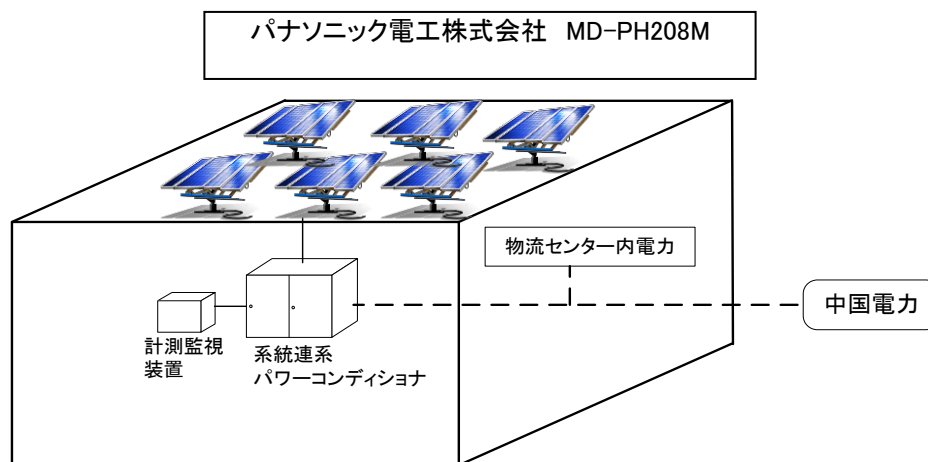 パナソニック電工株式会社　MD-PH208M
物流センター内電力
中国電力
計測監視
装置
系統連系
パワーコンディショナ